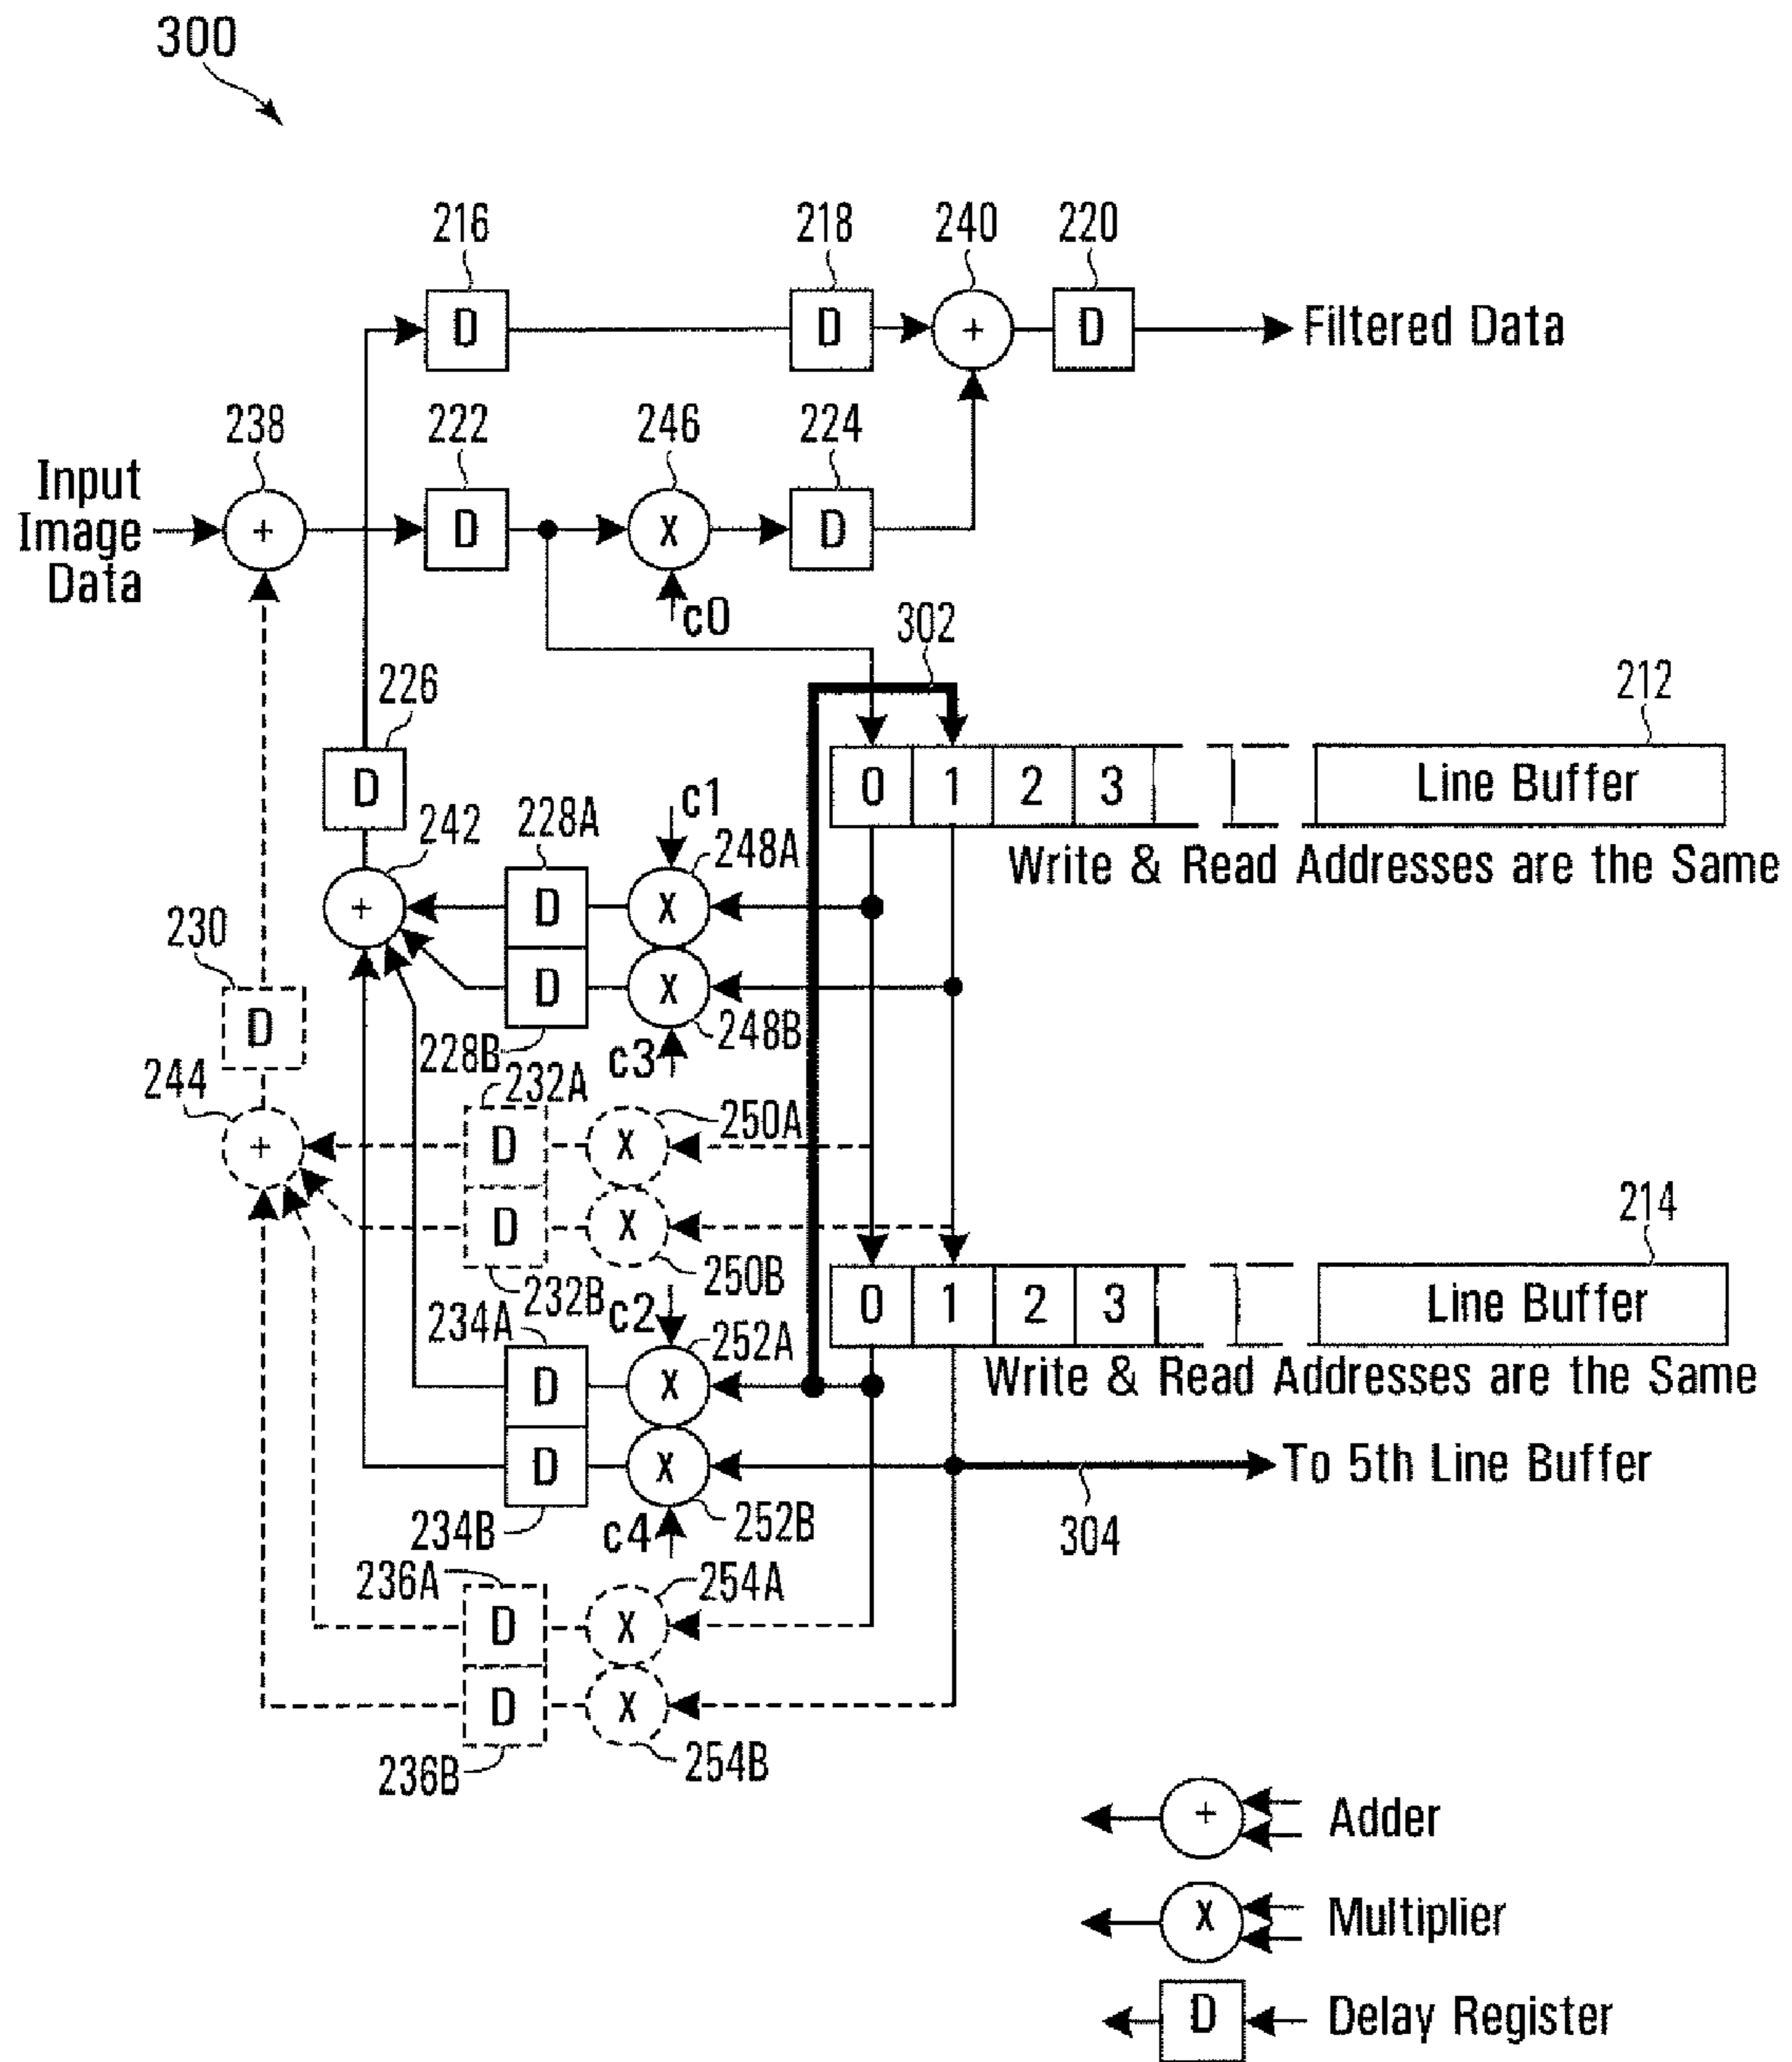 300
216 218 240 220
D D + D Filtered Data
238 222 246 224
Input
Image
Data
+ D X D
c0
302
226
212
D
0 1 2 3 Line Buffer
Write & Read Addresses are the Same
242
228A
c1
248A
+ D X
D X
228B
c3
248B
230
D
244
232A
250A
+ D X
D X
232B
250B
214
0 1 2 3 Line Buffer
Write & Read Addresses are the Same
234A
c2
252A
D X
D X
To 5th Line Buffer
234B
c4
252B
304
236A
254A
D X
D X
236B
254B
+ Adder
X Multiplier
D Delay Register